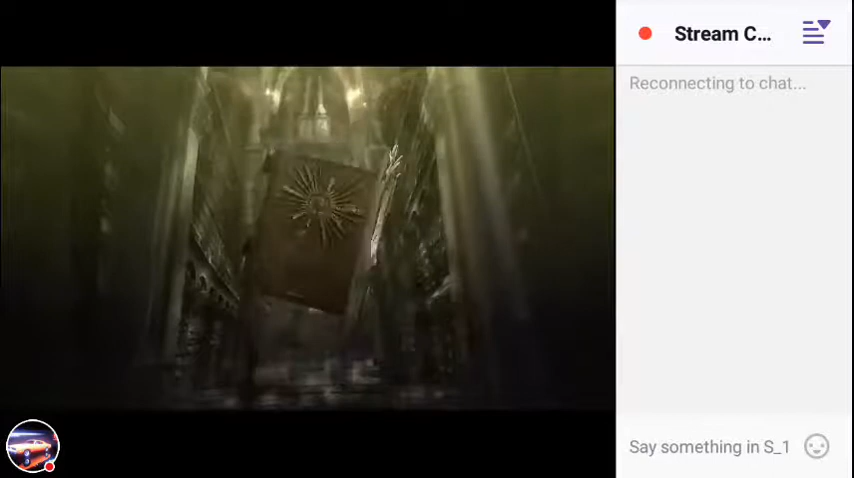 Stream C...
Reconnecting to chat...
Say something in S_1